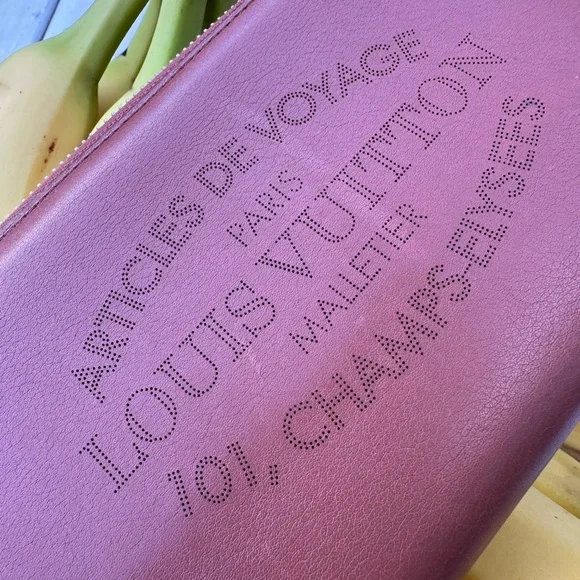 ARTICLES DE VOYAGE
PARIS
LOUIS VUITTON
MALLETIER
101, CHAMPS-ELYSEES